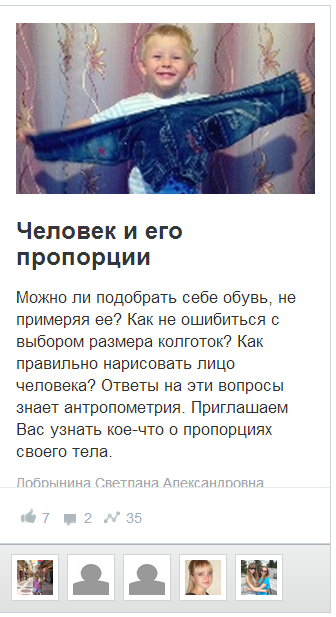 Человек и его
пропорции
Можно ли подобрать себе обувь, не
примеряя ее? Как не ошибиться с
выбором размера колготок? Как
правильно нарисовать лицо
человека? Ответы на эти вопросы
знает антропометрия. Приглашаем
Вас узнать кое-что о пропорциях
своего тела.
Добрынина Светлана Александровна
7 2 35